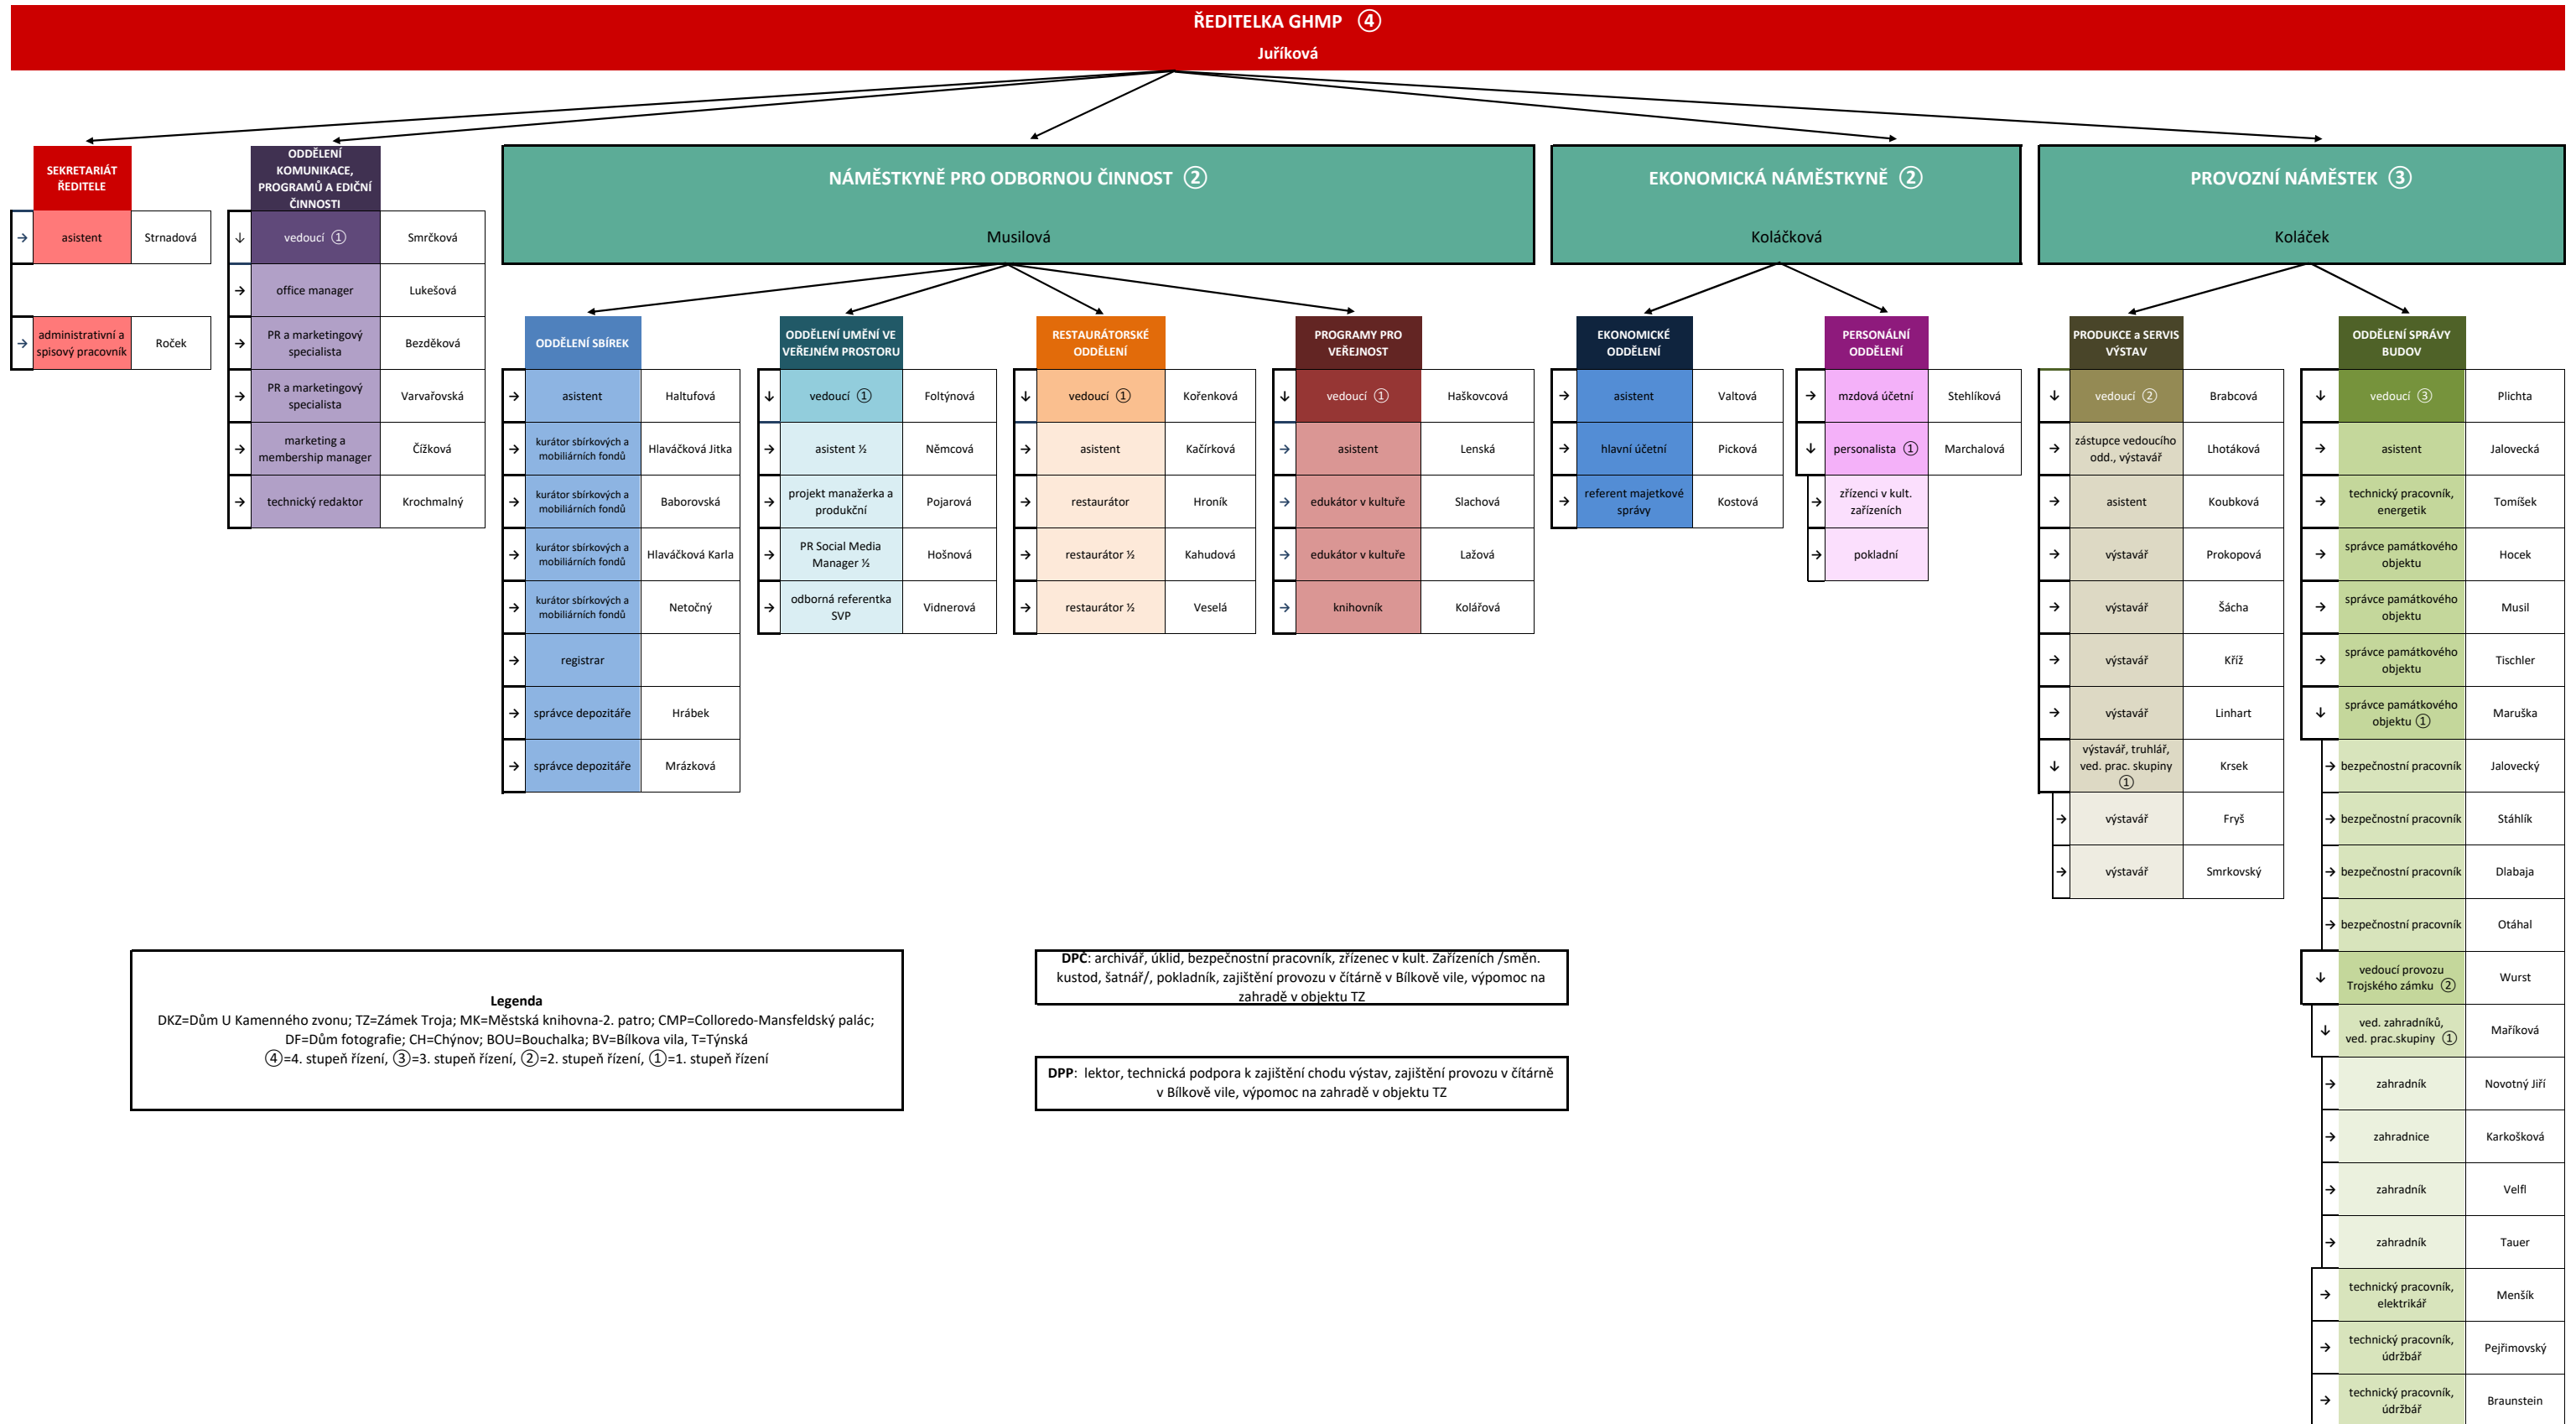 ŘEDITELKA GHMP ④
Juříková
SEKRETARIÁT
ŘEDITELE
→ asistent Strnadová
→ administrativní a
spisový pracovník Roček
ODDĚLENÍ
KOMUNIKACE,
PROGRAMŮ A EDIČNÍ
ČINNOSTI
↓ vedoucí ① Smrčková
→ office manager Lukešová
→ PR a marketingový
specialista Bezděková
→ PR a marketingový
specialista Varvařovská
→ marketing a
membership manager Čížková
→ technický redaktor Krochmalný
NÁMĚSTKYNĚ PRO ODBORNOU ČINNOST ②
Musilová
ODDĚLENÍ SBÍREK
→ asistent Haltufová
→ kurátor sbírkových a
mobiliárních fondů Hlaváčková Jitka
→ kurátor sbírkových a
mobiliárních fondů Baborovská
→ kurátor sbírkových a
mobiliárních fondů Hlaváčková Karla
→ kurátor sbírkových a
mobiliárních fondů Netočný
→ registrar
→ správce depozitáře Hrábek
→ správce depozitáře Mrázková
ODDĚLENÍ UMĚNÍ VE
VEŘEJNÉM PROSTORU
↓ vedoucí ① Foltýnová
→ asistent ½ Němcová
→ projekt manažerka a
produkční Pojarová
→ PR Social Media
Manager ½ Hošnová
→ odborná referentka
SVP Vidnerová
RESTAURÁTORSKÉ
ODDĚLENÍ
↓ vedoucí ① Kořenková
→ asistent Kačírková
→ restaurátor Hroník
→ restaurátor ½ Kahudová
→ restaurátor ½ Veselá
PROGRAMY PRO
VEŘEJNOST
↓ vedoucí ① Haškovcová
→ asistent Lenská
→ edukátor v kultuře Slachová
→ edukátor v kultuře Lažová
→ knihovník Kolářová
EKONOMICKÁ NÁMĚSTKYNĚ ②
Koláčková
EKONOMICKÉ
ODDĚLENÍ
→ asistent Valtová
→ hlavní účetní Picková
→ referent majetkové
správy Kostová
PERSONÁLNÍ
ODDĚLENÍ
→ mzdová účetní Stehlíková
↓ personalista ① Marchalová
→ zřízenci v kult.
zařízeních
→ pokladní
PROVOZNÍ NÁMĚSTEK ③
Koláček
PRODUKCE a SERVIS
VÝSTAV
↓ vedoucí ② Brabcová
→ zástupce vedoucího
odd., výstavář Lhotáková
→ asistent Koubková
→ výstavář Prokopová
→ výstavář Šácha
→ výstavář Kříž
→ výstavář Linhart
↓ výstavář, truhlář,
ved. prac. skupiny
① Krsek
→ výstavář Fryš
→ výstavář Smrkovský
ODDĚLENÍ SPRÁVY
BUDOV
↓ vedoucí ③ Plichta
→ asistent Jalovecká
→ technický pracovník,
energetik Tomíšek
→ správce památkového
objektu Hocek
→ správce památkového
objektu Musil
→ správce památkového
objektu Tischler
↓ správce památkového
objektu ① Maruška
→ bezpečnostní pracovník Jalovecký
→ bezpečnostní pracovník Stáhlík
→ bezpečnostní pracovník Dlabaja
→ bezpečnostní pracovník Otáhal
↓ vedoucí provozu
Trojského zámku ② Wurst
↓ ved. zahradníků,
ved. prac.skupiny ① Maříková
→ zahradník Novotný Jiří
→ zahradnice Karkošková
→ zahradník Velfl
→ zahradník Tauer
→ technický pracovník,
elektrikář Menšík
→ technický pracovník,
údržbář Pejřimovský
→ technický pracovník,
údržbář Braunstein
Legenda
DKZ=Dům U Kamenného zvonu; TZ=Zámek Troja; MK=Městská knihovna-2. patro; CMP=Colloredo-Mansfeldský palác;
DF=Dům fotografie; CH=Chýnov; BOU=Bouchalka; BV=Bílkova vila, T=Týnská
④=4. stupeň řízení, ③=3. stupeň řízení, ②=2. stupeň řízení, ①=1. stupeň řízení
DPČ: archivář, úklid, bezpečnostní pracovník, zřízenec v kult. Zařízeních /směn.
kustod, šatnář/, pokladník, zajištění provozu v čítárně v Bílkově vile, výpomoc na
zahradě v objektu TZ
DPP: lektor, technická podpora k zajištění chodu výstav, zajištění provozu v čítárně
v Bílkově vile, výpomoc na zahradě v objektu TZ